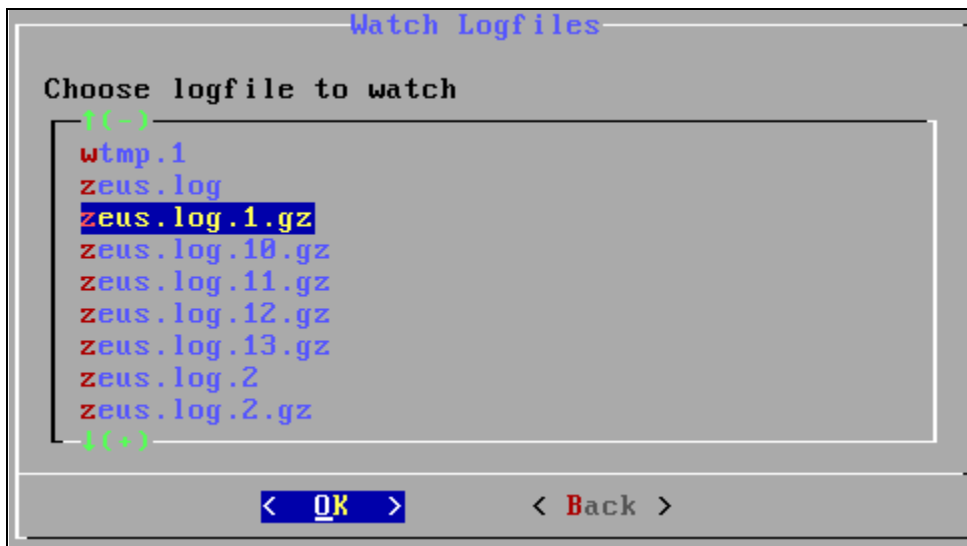 Watch Logfiles
Choose logfile to watch
↑(-)
wtmp.1
zeus.log
zeus.log.1.gz
zeus.log.10.gz
zeus.log.11.gz
zeus.log.12.gz
zeus.log.13.gz
zeus.log.2
zeus.log.2.gz
↓(+)
< OK > < Back >